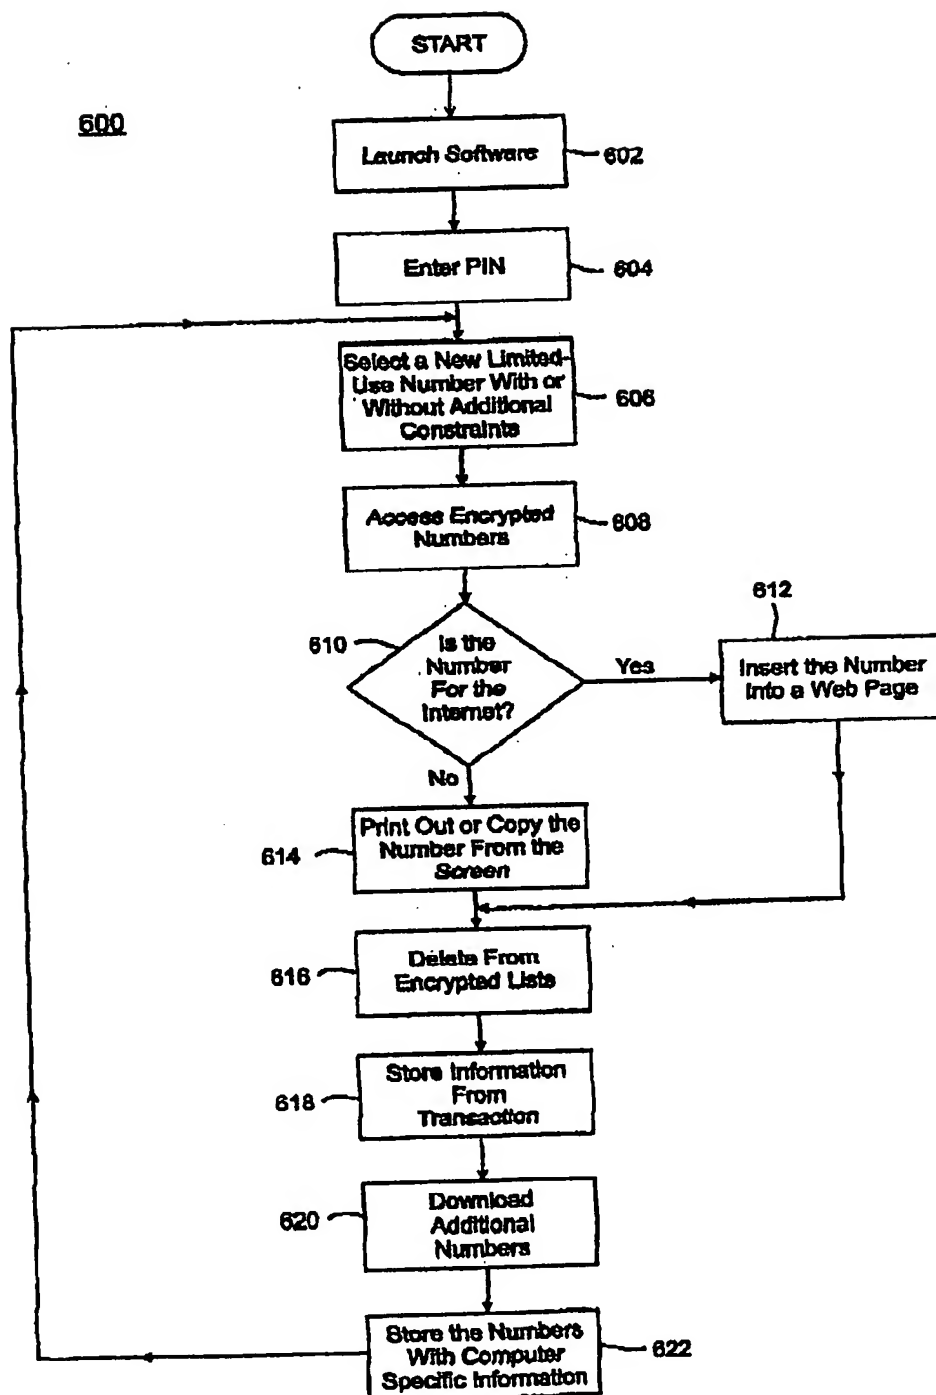 START
600
Launch Software
602
Enter PIN
604
Select a New Limited-
Use Number With or
Without Additional
Constraints
606
Access Encrypted
Numbers
608
610
Is the
Number
For the
Internet?
Yes
612
Insert the Number
Into a Web Page
No
614
Print Out or Copy the
Number From the
Screen
616
Delete From
Encrypted Lists
618
Store Information
From
Transaction
620
Download
Additional
Numbers
Store the Numbers
With Computer
Specific Information
622